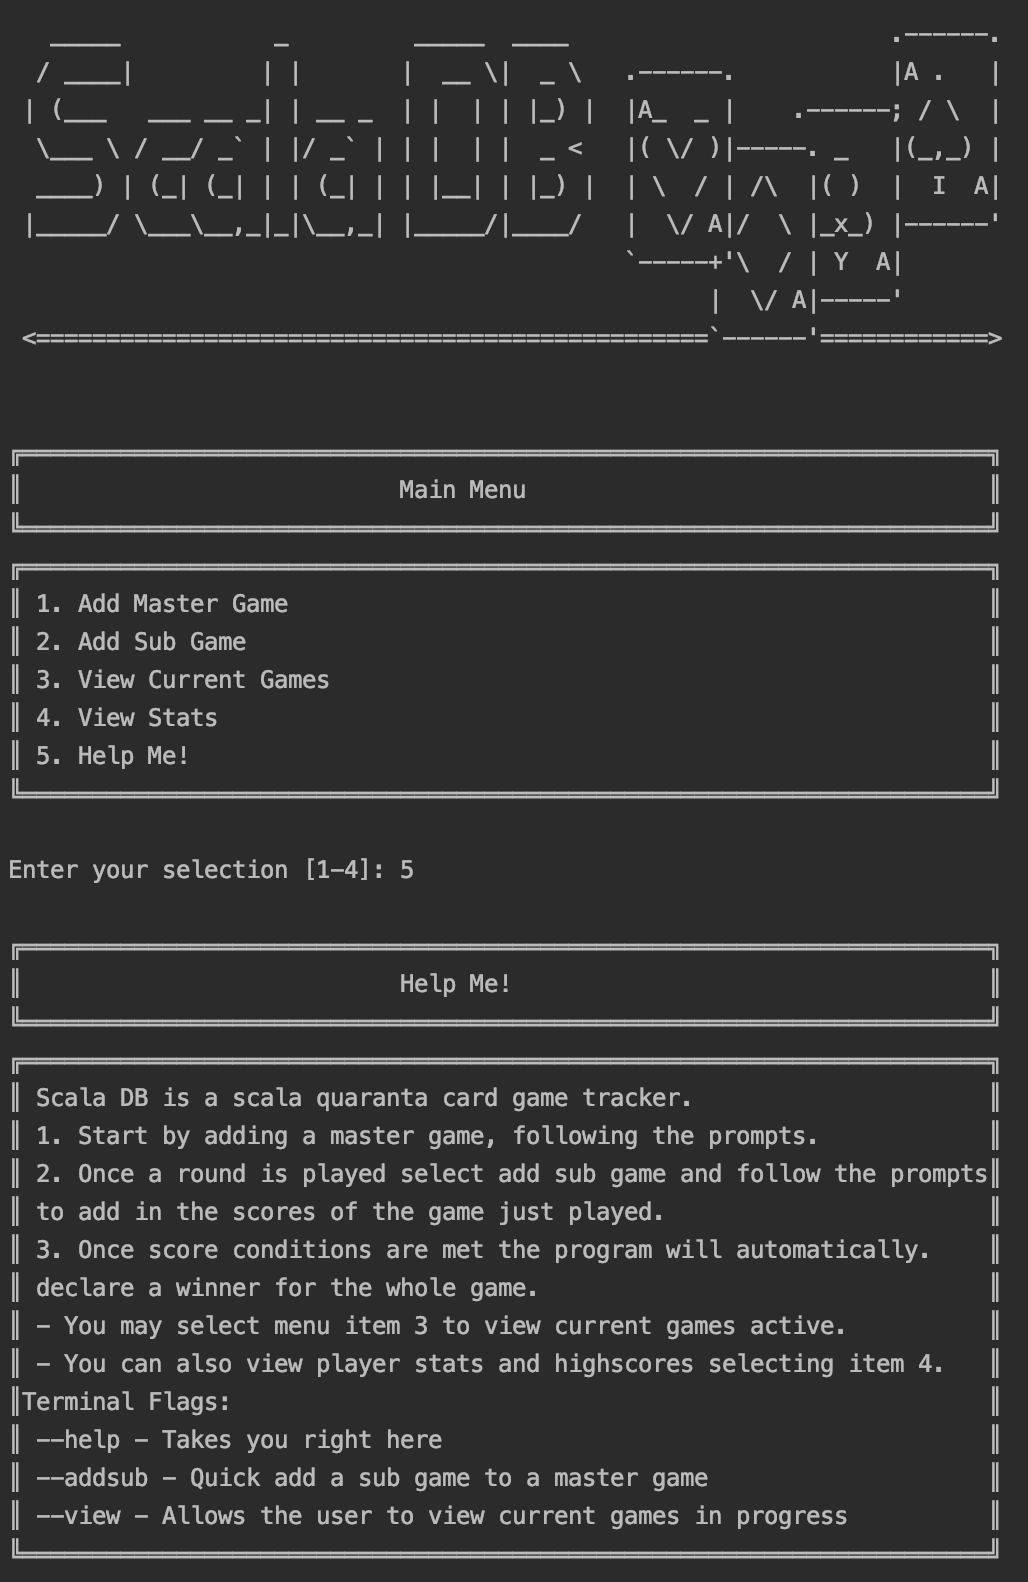 Scala DB
Main Menu
1. Add Master Game
2. Add Sub Game
3. View Current Games
4. View Stats
5. Help Me!
Enter your selection [1-4]: 5
Help Me!
Scala DB is a scala quaranta card game tracker.
1. Start by adding a master game, following the prompts.
2. Once a round is played select add sub game and follow the prompts
to add in the scores of the game just played.
3. Once score conditions are met the program will automatically.
declare a winner for the whole game.
- You may select menu item 3 to view current games active.
- You can also view player stats and highscores selecting item 4.
Terminal Flags:
--help - Takes you right here
--addsub - Quick add a sub game to a master game
--view - Allows the user to view current games in progress